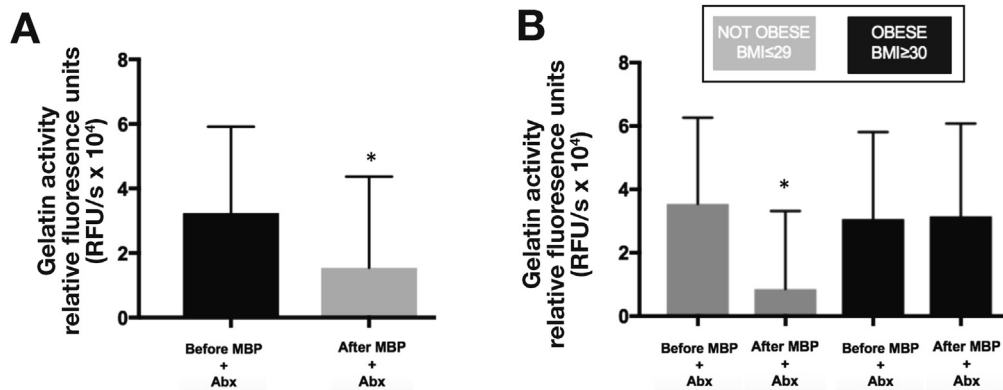 A
Gelatin activity
relative fluoresence units
(RFU/s x 10⁴)
8
6
4
2
0
*
Before MBP
+
Abx
After MBP
+
Abx
B
NOT OBESE
BMI≤29
OBESE
BMI≥30
Gelatin activity
relative fluoresence units
(RFU/s x 10⁴)
8
6
4
2
0
*
Before MBP
+
Abx
After MBP
+
Abx
Before MBP
+
Abx
After MBP
+
Abx